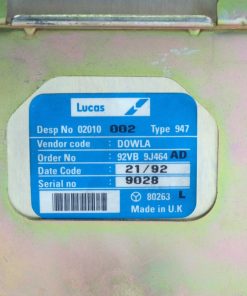 Lucas
Desp No 02010 002 Type 947
Vendor code : DOWLA
Order No : 92VB 9J464 AD
Date Code : 21/92
Serial no : 9028
80263 L
Made in U.K